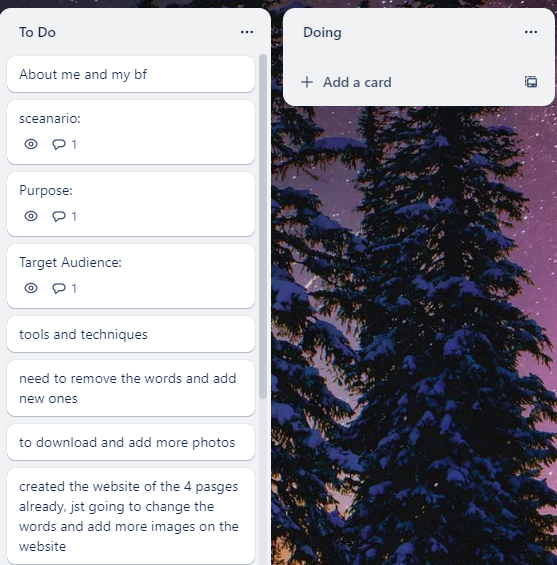 To Do
About me and my bf
sceanario:
1
Purpose:
1
Target Audience:
1
tools and techniques
need to remove the words and add
new ones
to download and add more photos
created the website of the 4 pasges
already, jst going to change the
words and add more images on the
website
Doing
Add a card